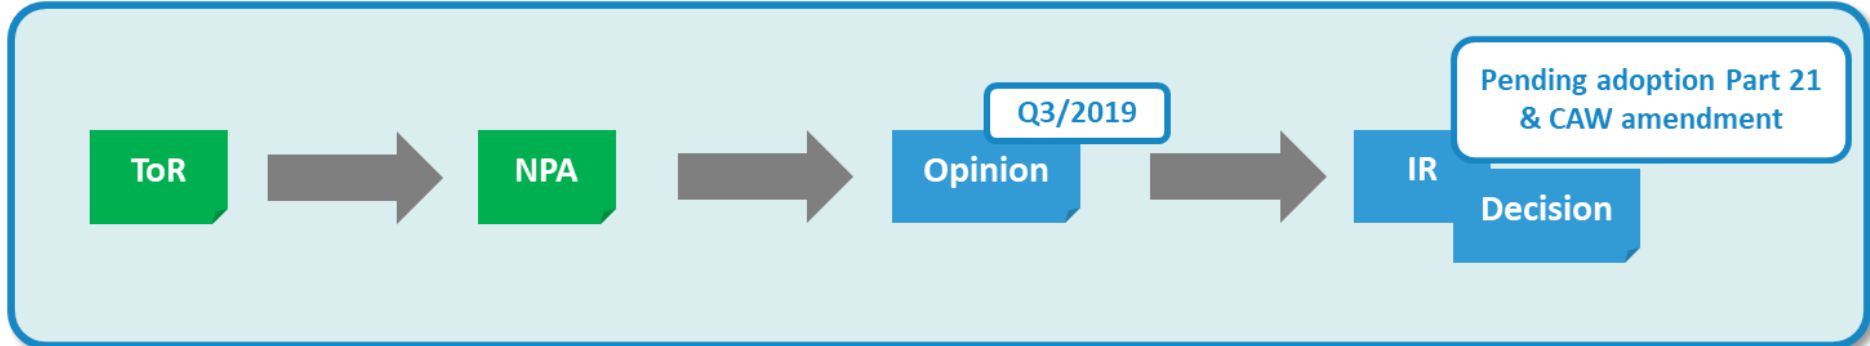 ToR
NPA
Q3/2019
Opinion
Pending adoption Part 21
& CAW amendment
IR
Decision